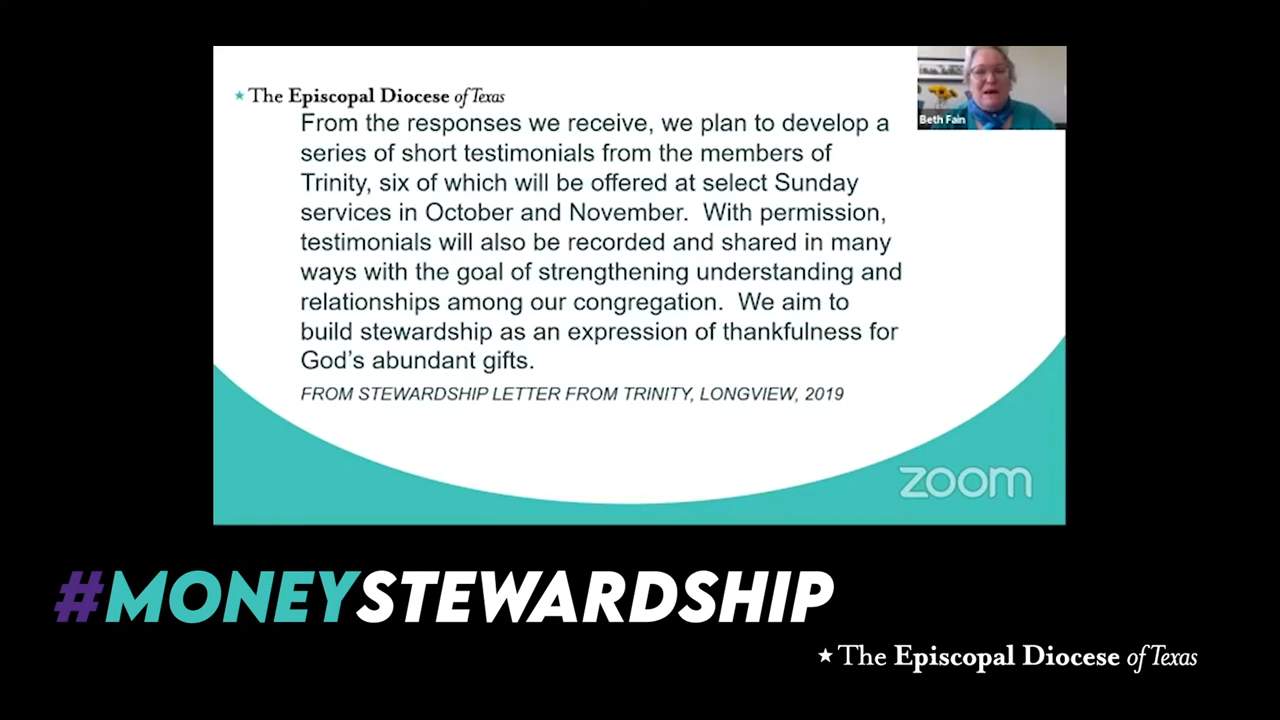 ★ The Episcopal Diocese of Texas
Beth Fain
From the responses we receive, we plan to develop a
series of short testimonials from the members of
Trinity, six of which will be offered at select Sunday
services in October and November.  With permission,
testimonials will also be recorded and shared in many
ways with the goal of strengthening understanding and
relationships among our congregation.  We aim to
build stewardship as an expression of thankfulness for
God's abundant gifts.
FROM STEWARDSHIP LETTER FROM TRINITY, LONGVIEW, 2019
zoom
#MONEYSTEWARDSHIP
★ The Episcopal Diocese of Texas